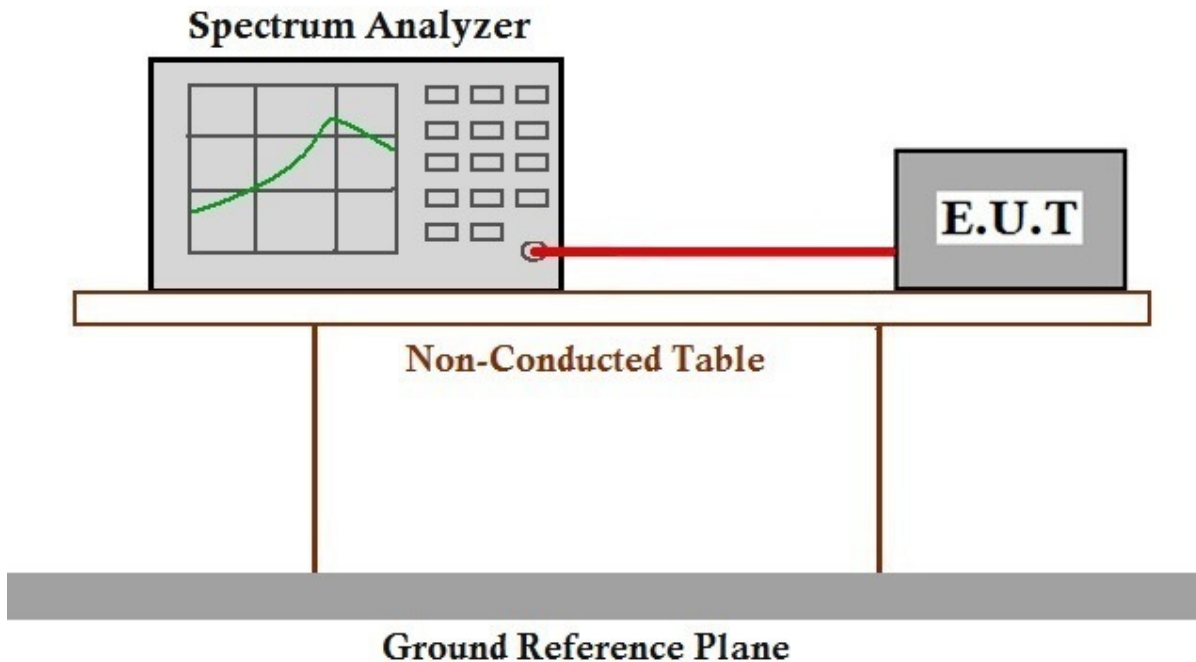 Spectrum Analyzer
E.U.T
Non-Conducted Table
Ground Reference Plane